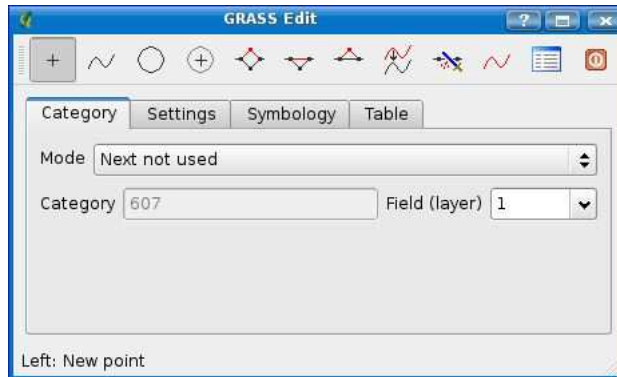 GRASS Edit
Category Settings Symbology Table
Mode Next not used
Category 607 Field (layer) 1
Left: New point